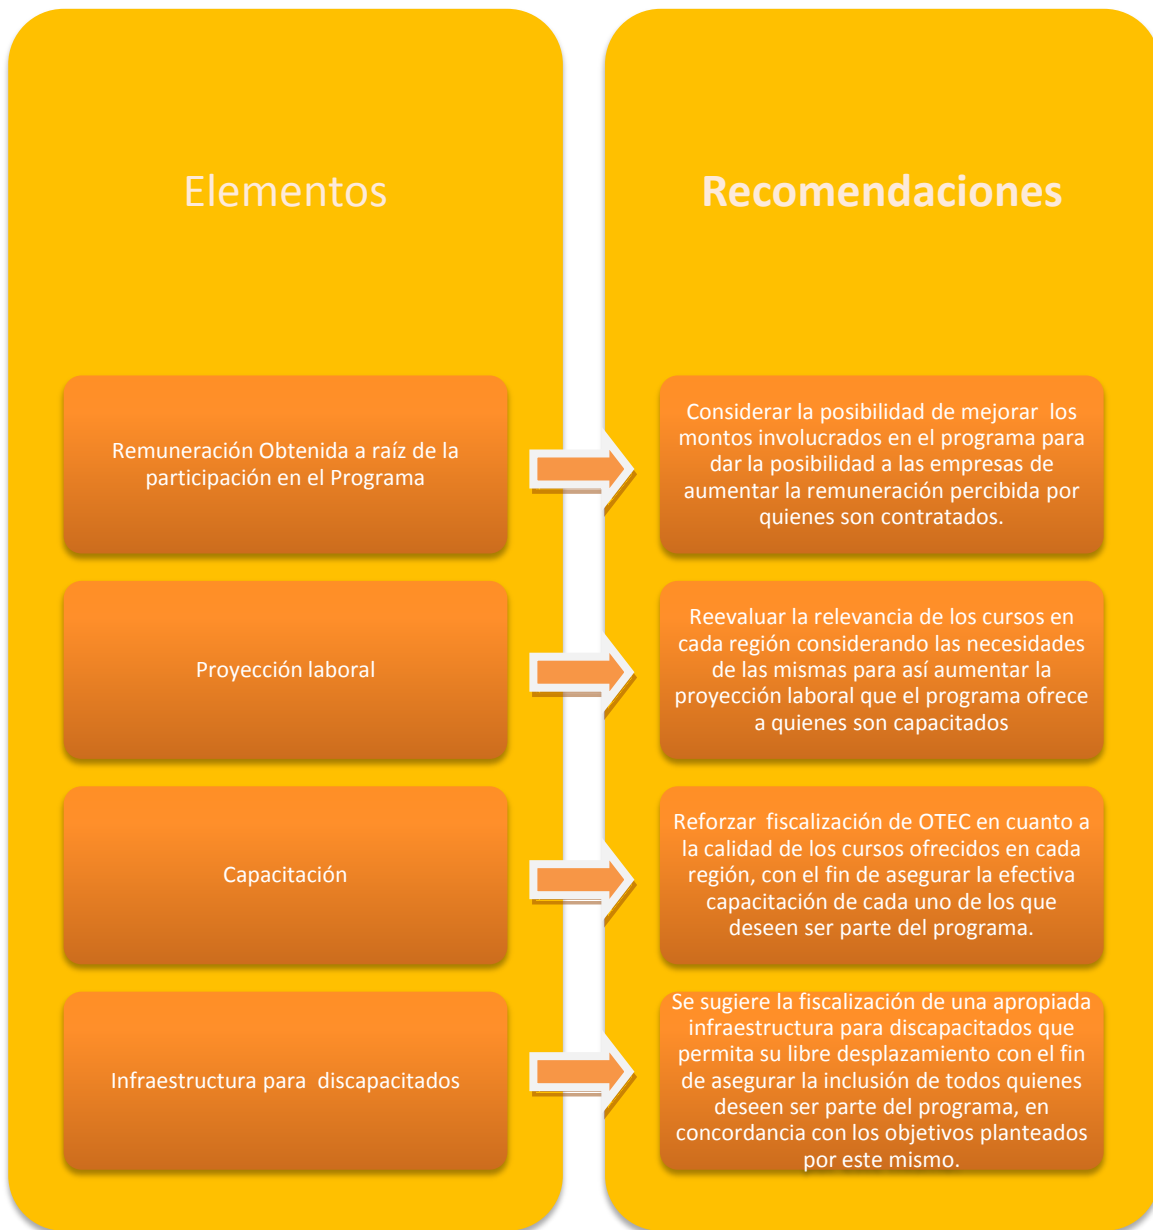 Elementos
Recomendaciones
Remuneración Obtenida a raíz de la
participación en el Programa
Considerar la posibilidad de mejorar los
montos involucrados en el programa para
dar la posibilidad a las empresas de
aumentar la remuneración percibida por
quienes son contratados.
Proyección laboral
Reevaluar la relevancia de los cursos en
cada región considerando las necesidades
de las mismas para así aumentar la
proyección laboral que el programa ofrece
a quienes son capacitados
Capacitación
Reforzar fiscalización de OTEC en cuanto a
la calidad de los cursos ofrecidos en cada
región, con el fin de asegurar la efectiva
capacitación de cada uno de los que
deseen ser parte del programa.
Infraestructura para discapacitados
Se sugiere la fiscalización de una apropiada
infraestructura para discapacitados que
permita su libre desplazamiento con el fin
de asegurar la inclusión de todos quienes
deseen ser parte del programa, en
concordancia con los objetivos planteados
por este mismo.